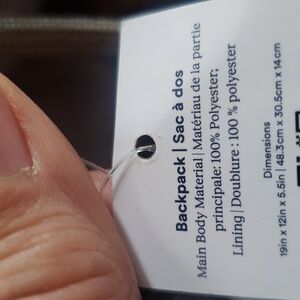 Backpack | Sac à dos
Main Body Material | Matériau de la partie
principale: 100% Polyester;
Lining | Doublure : 100 % polyester
Dimensions
19in x 12in x 5.5in | 48.3cm x 30.5cm x 14cm